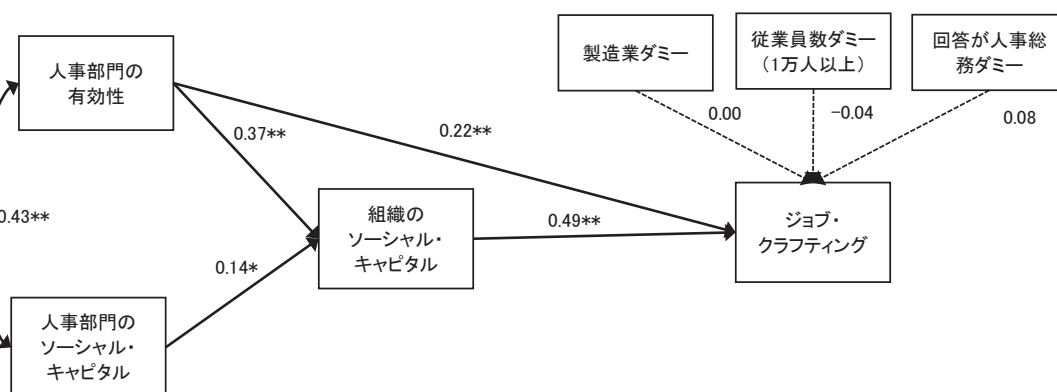 人事部門の
有効性
製造業ダミー
従業員数ダミー
（1万人以上）
回答が人事総
務ダミー
0.00
−0.04
0.08
0.37**
0.22**
0.43**
組織の
ソーシャル・
キャピタル
0.49**
ジョブ・
クラフティング
0.14*
人事部門の
ソーシャル・
キャピタル